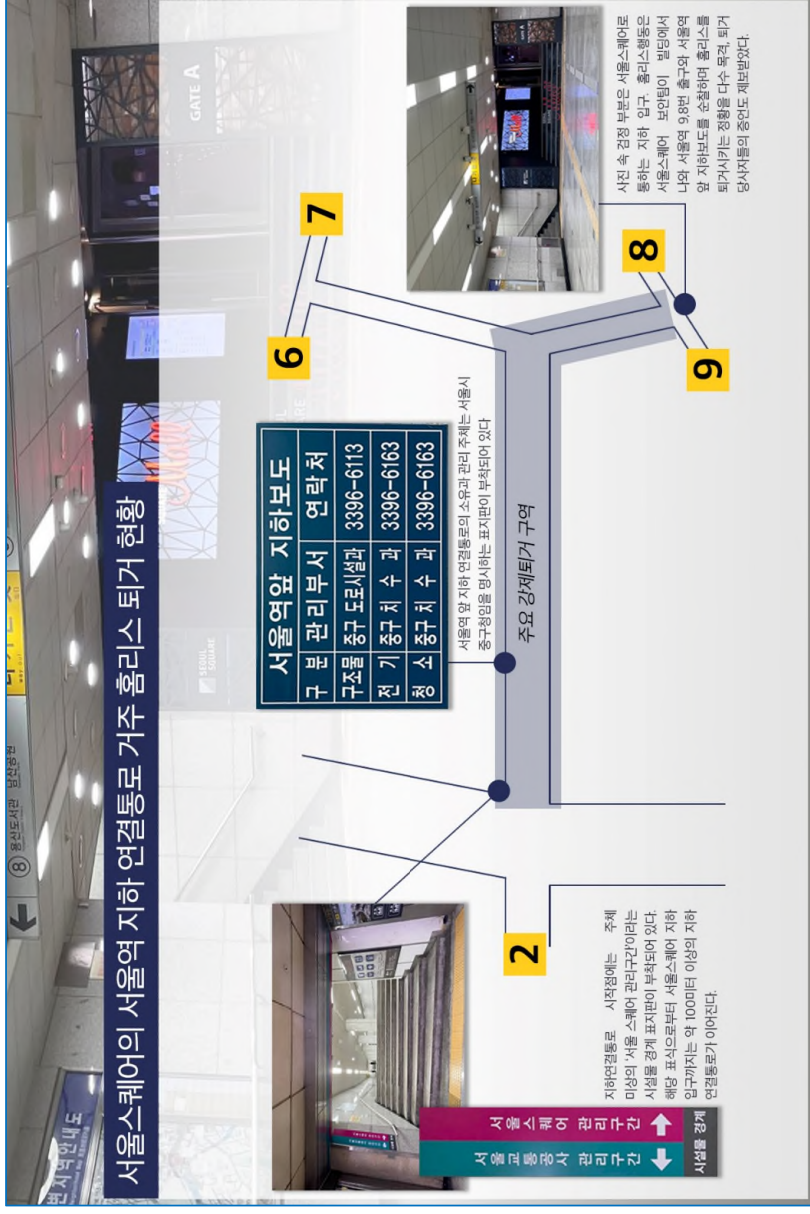 서울스퀘어의 서울역 지하 연결통로 거주 홈리스 퇴거 현황
변지역안내도
← ⑧ 용산도서관 남산공원
SEOUL
SQUARE
GATE A
서울역앞 지하보도
구 분 관리부서 연락처
구조물 중구 도로시설과 3396-6113
전 기 중구 치 수 과 3396-6163
청 소 중구 치 수 과 3396-6163
서울역 앞 지하 연결통로의 소유과 관리 주체는 서울시
중구청임을 명시하는 표지판이 부착되어 있다
주요 강제퇴거 구역
2
6
7
8
9
서울스퀘어 관리구간 →
서울교통공사 관리구간 ←
시설물 경계
지하연결통로 시작점에는 주체
미상의 '서울 스퀘어 관리구간'이라는
시설물 경계 표지판이 부착되어 있다.
해당 표식으로부터 서울스퀘어 지하
입구까지는 약 100미터 이상의 지하
연결통로가 이어진다.
사진 속 검정 부분은 서울스퀘어로
통하는 지하 입구. 홈리스행동은
서울스퀘어 보안팀이 빌딩에서
나와 서울역 9,8번 출구와 서울역
앞 지하보도를 순찰하며 홈리스를
퇴거시키는 정황을 다수 목격, 퇴거
당사자들의 증언도 제보받았다.